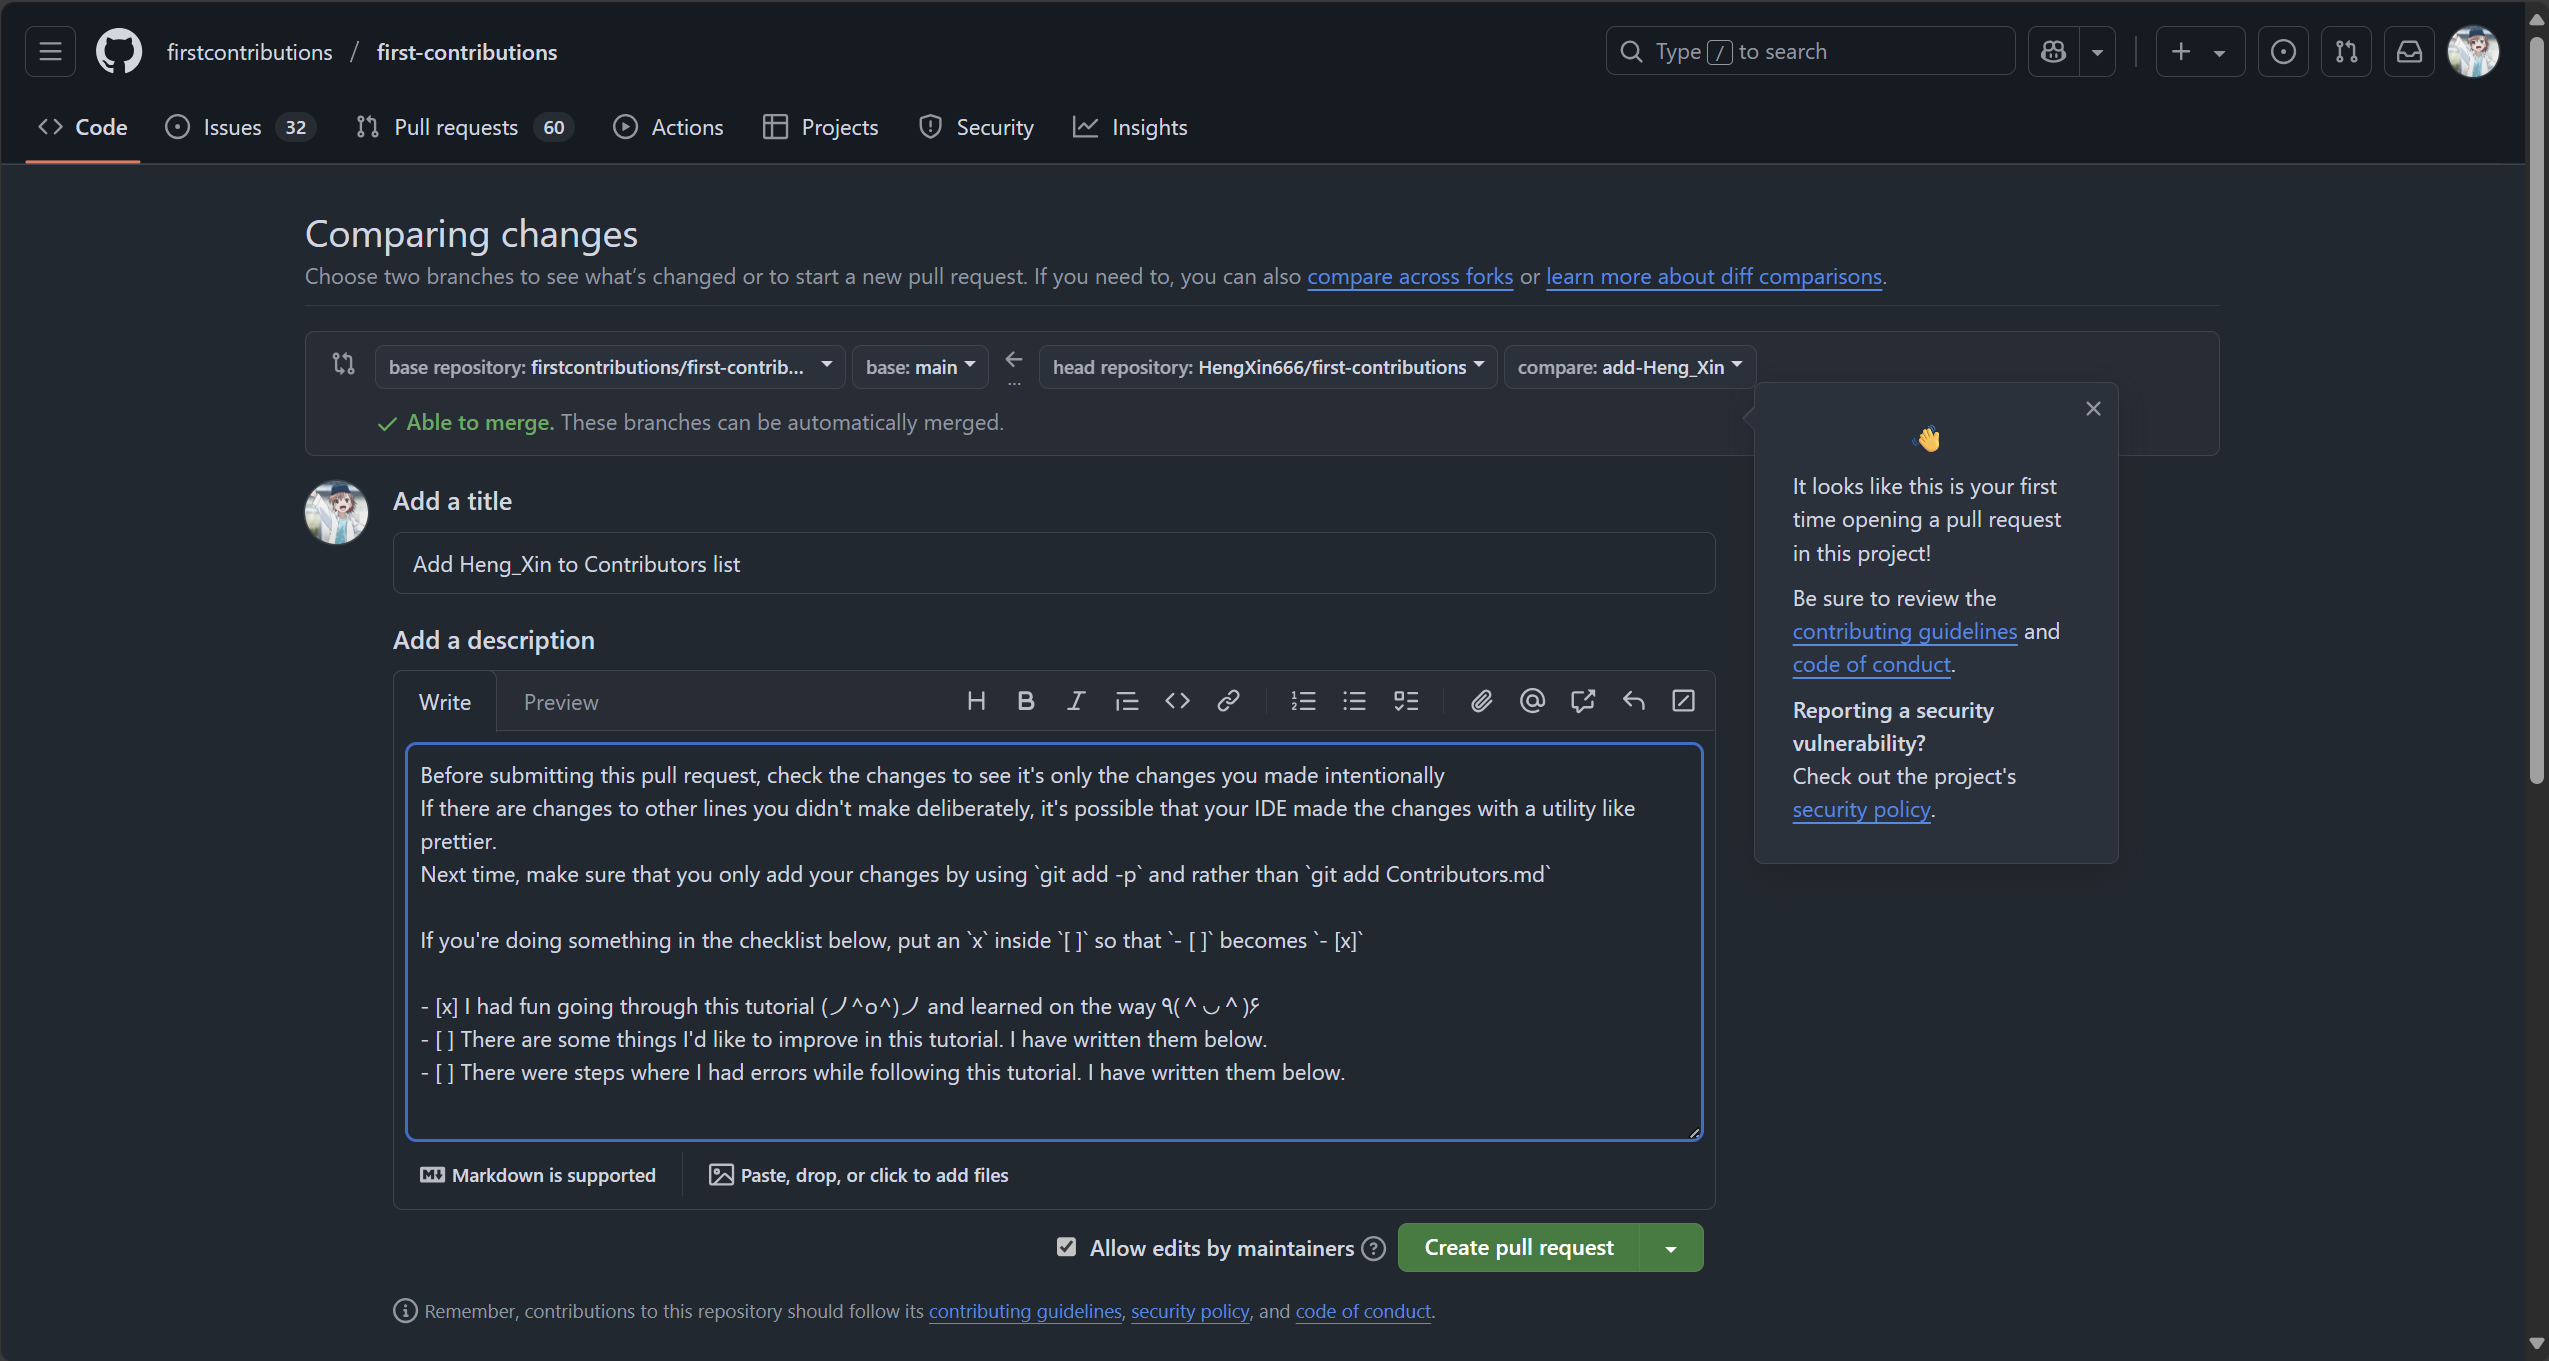 firstcontributions / first-contributions
Type / to search
Code
Issues 32
Pull requests 60
Actions
Projects
Security
Insights
Comparing changes
Choose two branches to see what's changed or to start a new pull request. If you need to, you can also compare across forks or learn more about diff comparisons.
base repository: firstcontributions/first-contrib...
base: main
head repository: HengXin666/first-contributions
compare: add-Heng_Xin
Able to merge. These branches can be automatically merged.
Add a title
Add Heng_Xin to Contributors list
Add a description
Write
Preview
Before submitting this pull request, check the changes to see it's only the changes you made intentionally
If there are changes to other lines you didn't make deliberately, it's possible that your IDE made the changes with a utility like
prettier.
Next time, make sure that you only add your changes by using `git add -p` and rather than `git add Contributors.md`
If you're doing something in the checklist below, put an `x` inside `[ ]` so that `- [ ]` becomes `- [x]`
- [x] I had fun going through this tutorial (ノ^o^)ノ and learned on the way ٩(^◡^)۶
- [ ] There are some things I'd like to improve in this tutorial. I have written them below.
- [ ] There were steps where I had errors while following this tutorial. I have written them below.
Markdown is supported
Paste, drop, or click to add files
Allow edits by maintainers
Create pull request
Remember, contributions to this repository should follow its contributing guidelines, security policy, and code of conduct.
👋
It looks like this is your first
time opening a pull request
in this project!
Be sure to review the
contributing guidelines and
code of conduct.
Reporting a security
vulnerability?
Check out the project's
security policy.